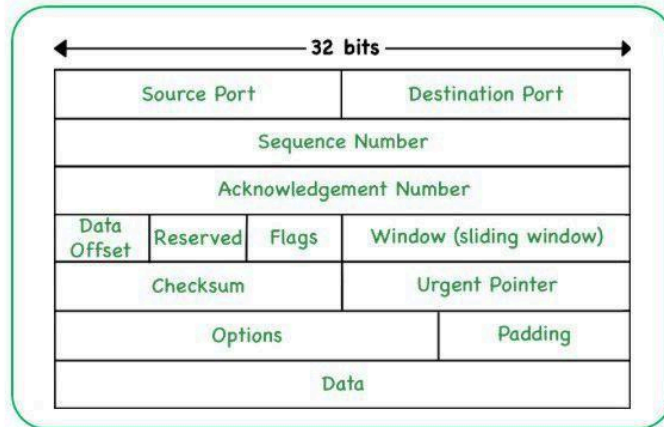 32 bits
Source Port Destination Port
Sequence Number
Acknowledgement Number
Data Offset Reserved Flags Window (sliding window)
Checksum Urgent Pointer
Options Padding
Data